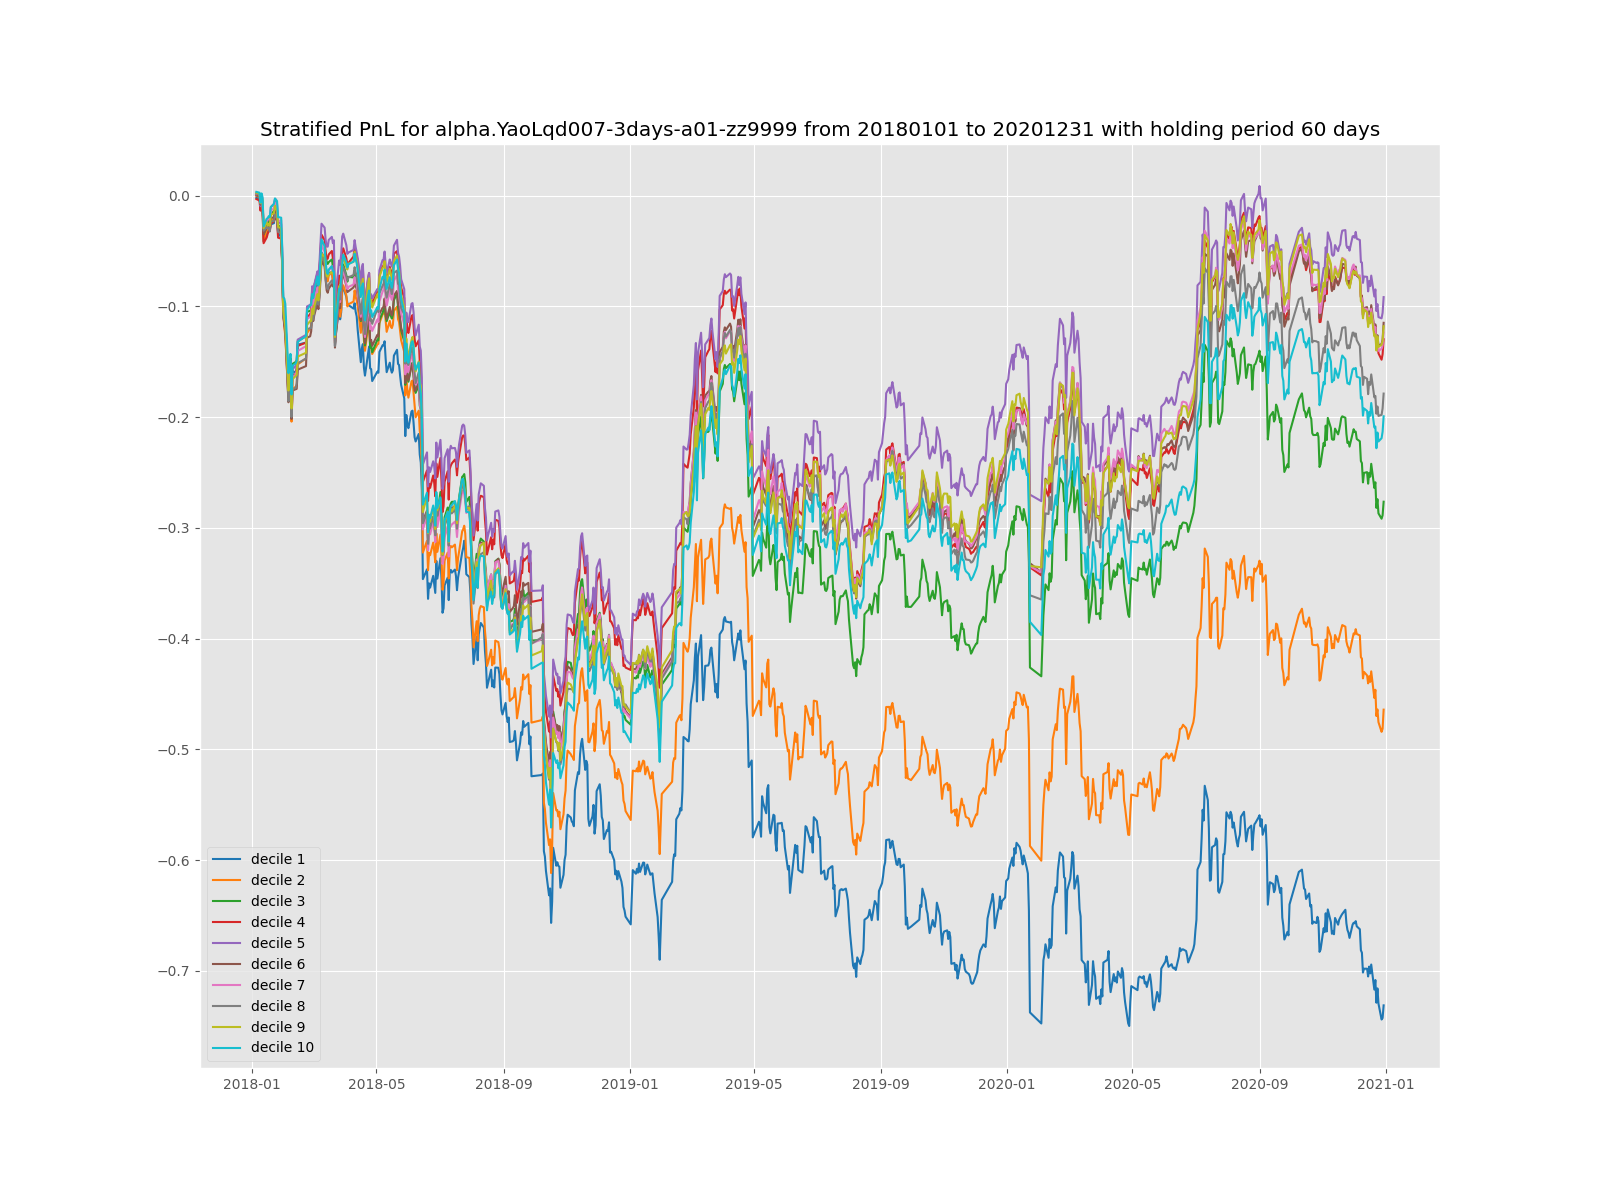 Stratified PnL for alpha.YaoLqd007-3days-a01-zz9999 from 20180101 to 20201231 with holding period 60 days
0.0
−0.1
−0.2
−0.3
−0.4
−0.5
−0.6
−0.7
decile 1
decile 2
decile 3
decile 4
decile 5
decile 6
decile 7
decile 8
decile 9
decile 10
2018-01 2018-05 2018-09 2019-01 2019-05 2019-09 2020-01 2020-05 2020-09 2021-01